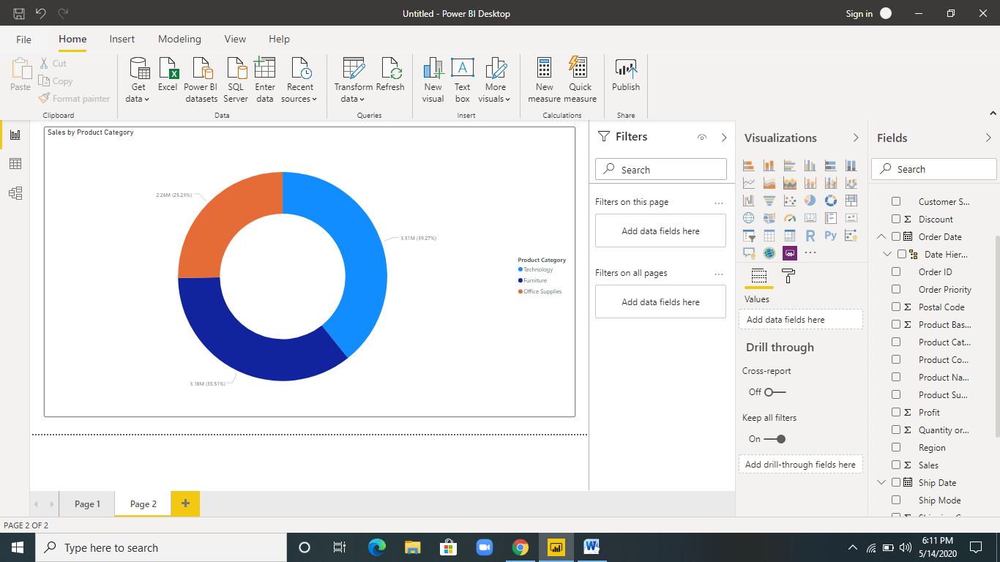 Untitled - Power BI Desktop
Sign in
File Home Insert Modeling View Help
Paste
Cut
Copy
Format painter
Clipboard
Get data
Excel
Power BI datasets
SQL Server
Enter data
Recent sources
Data
Transform data
Refresh
Queries
New visual
Text box
More visuals
Insert
New measure
Quick measure
Calculations
Publish
Share
Sales by Product Category
2.26M (25.23%)
3.51M (39.27%)
3.18M (35.51%)
Product Category
Technology
Furniture
Office Supplies
Filters
Search
Filters on this page
...
Add data fields here
Filters on all pages
...
Add data fields here
Visualizations
R
Py
123
...
Values
Add data fields here
Drill through
Cross-report
Off
Keep all filters
On
Add drill-through fields here
Fields
Search
Customer S...
Σ Discount
Order Date
Date Hier...
Order ID
Order Priority
Σ Postal Code
Σ Product Bas...
Product Cat...
Product Co...
Product Na...
Product Su...
Σ Profit
Σ Quantity or...
Region
Σ Sales
Ship Date
Ship Mode
Page 1
Page 2
+
PAGE 2 OF 2
Type here to search
6:11 PM
5/14/2020